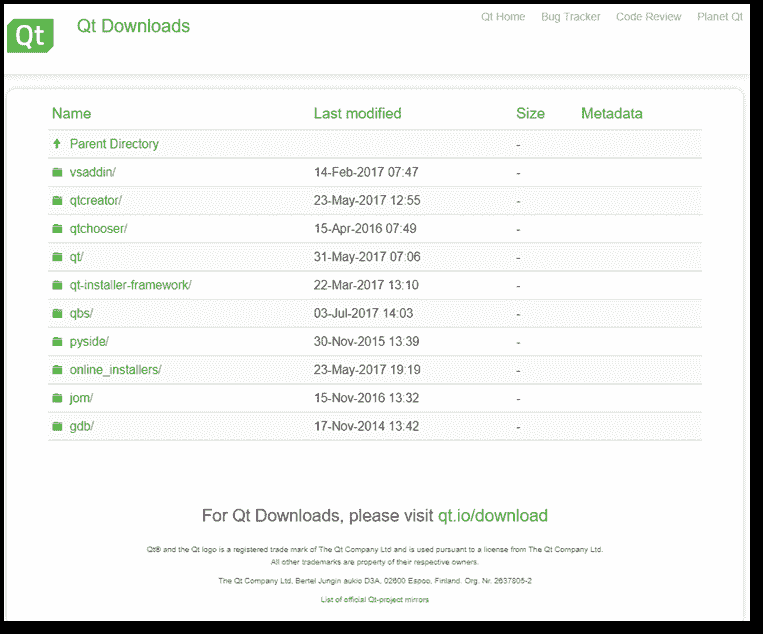 Qt
Qt Downloads
Qt Home Bug Tracker Code Review Planet Qt
Name Last modified Size Metadata
Parent Directory -
vsaddin/ 14-Feb-2017 07:47 -
qtcreator/ 23-May-2017 12:55 -
qtchooser/ 15-Apr-2016 07:49 -
qt/ 31-May-2017 07:06 -
qt-installer-framework/ 22-Mar-2017 13:10 -
qbs/ 03-Jul-2017 14:03 -
pyside/ 30-Nov-2015 13:39 -
online_installers/ 23-May-2017 19:19 -
jom/ 15-Nov-2016 13:32 -
gdb/ 17-Nov-2014 13:42 -
For Qt Downloads, please visit qt.io/download
Qt® and the Qt logo is a registered trade mark of The Qt Company Ltd and is used pursuant to a license from The Qt Company Ltd.
All other trademarks are property of their respective owners.
The Qt Company Ltd, Bertel Jungin aukio D3A, 02600 Espoo, Finland. Org. Nr. 2637805-2
List of official Qt-project mirrors